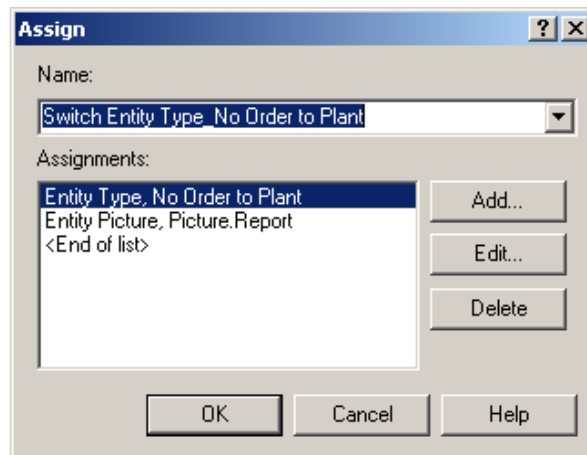 Assign
Name:
Switch Entity Type_No Order to Plant
Assignments:
Entity Type, No Order to Plant
Entity Picture, Picture.Report
<End of list>
Add...
Edit...
Delete
OK
Cancel
Help